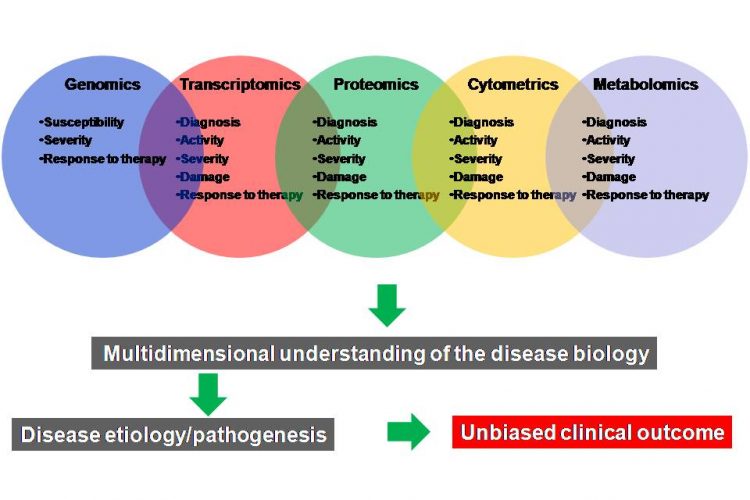 Genomics
•Susceptibility
•Severity
•Response to therapy
Transcriptomics
•Diagnosis
•Activity
•Severity
•Damage
•Response to therapy
Proteomics
•Diagnosis
•Activity
•Severity
•Damage
•Response to therapy
Cytometrics
•Diagnosis
•Activity
•Severity
•Damage
•Response to therapy
Metabolomics
•Diagnosis
•Activity
•Severity
•Damage
•Response to therapy
Multidimensional understanding of the disease biology
Disease etiology/pathogenesis
Unbiased clinical outcome